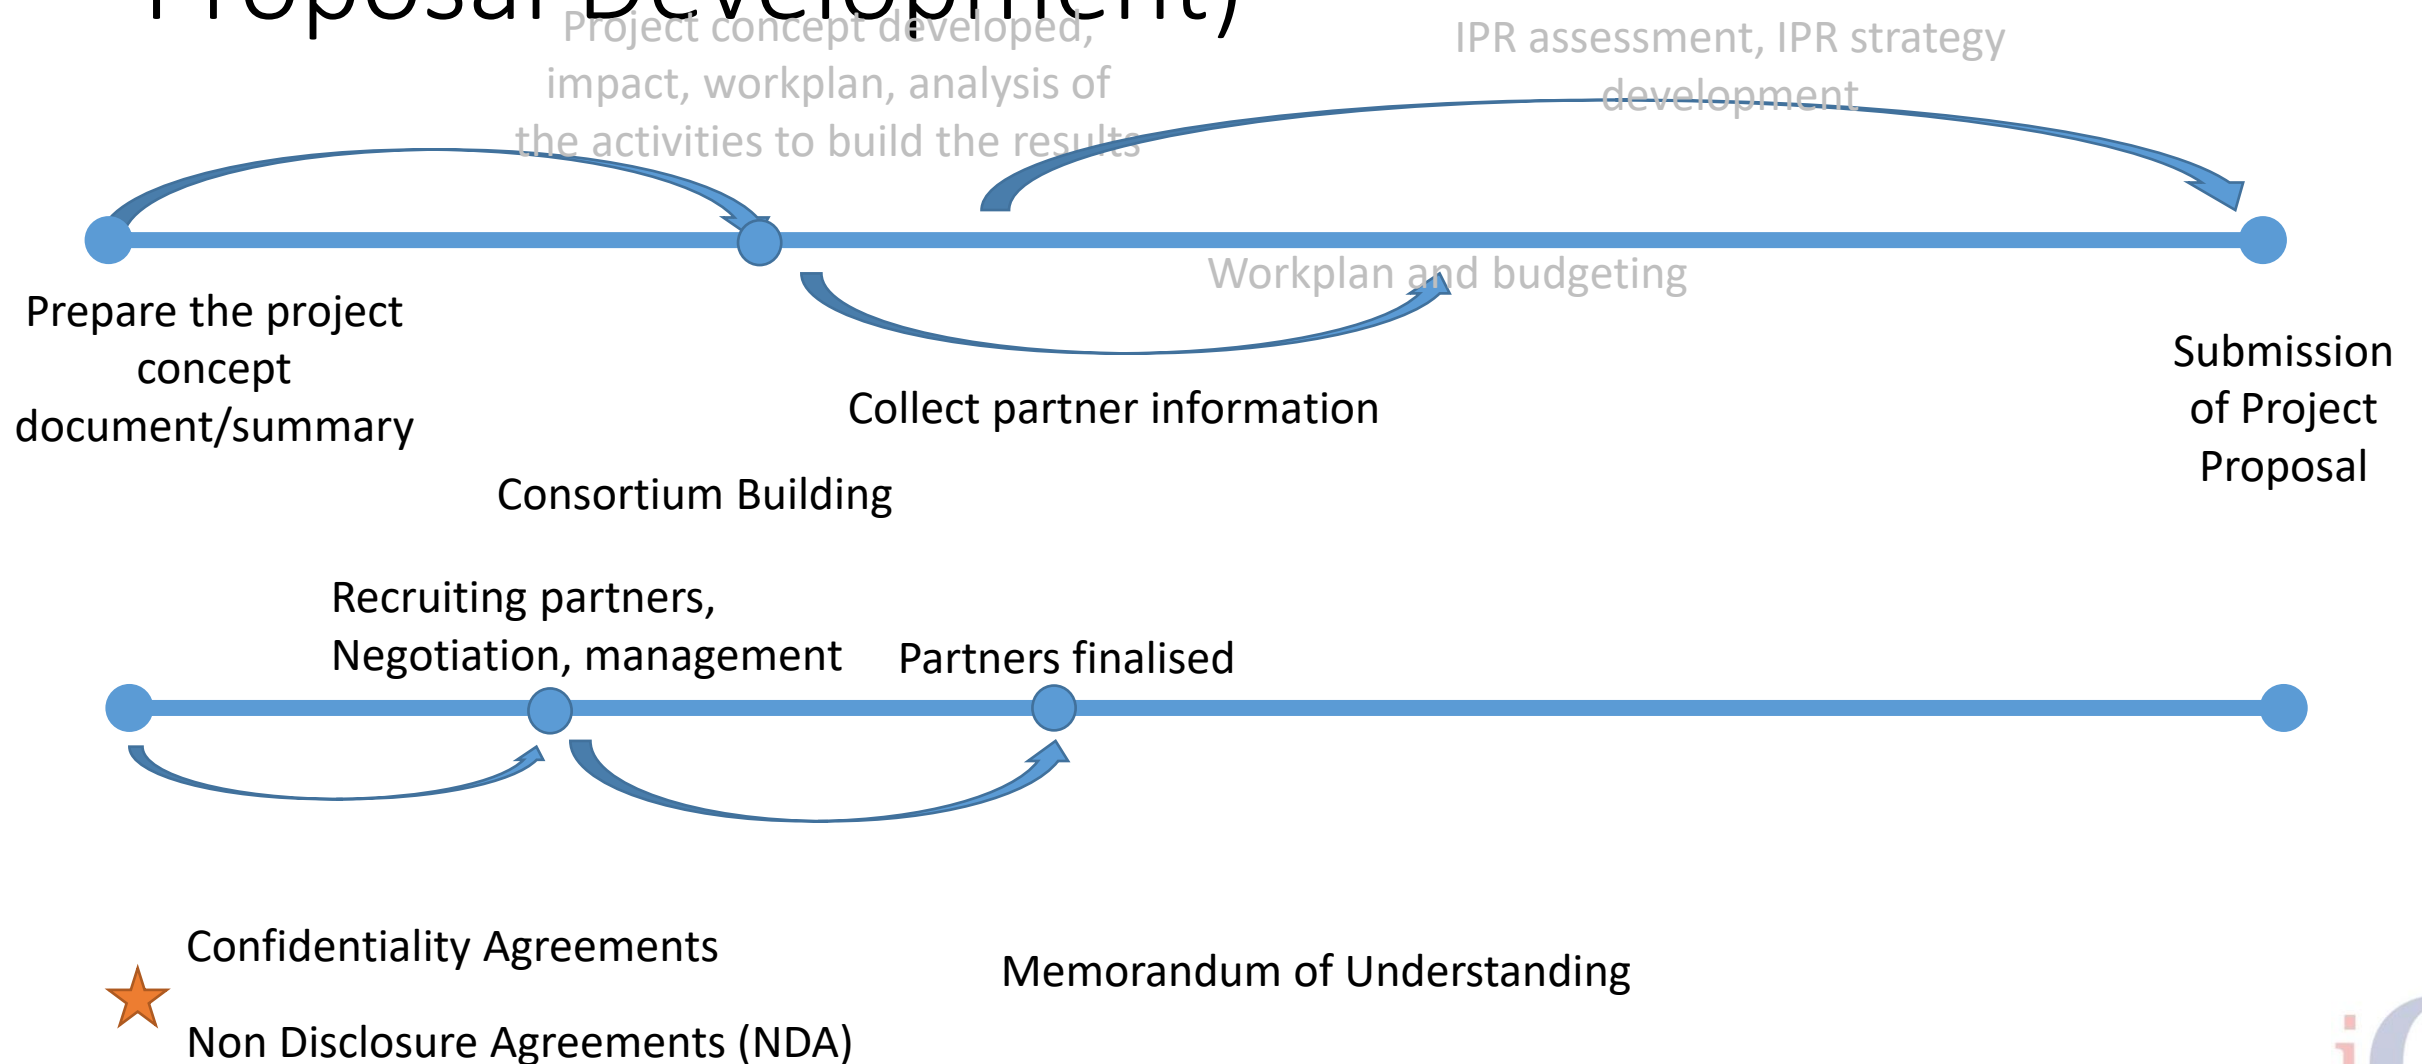 Proposal Development)
Project concept developed,
impact, workplan, analysis of
the activities to build the results
IPR assessment, IPR strategy
development
Workplan and budgeting
Prepare the project
concept
document/summary
Collect partner information
Submission
of Project
Proposal
Consortium Building
Recruiting partners,
Negotiation, management
Partners finalised
Confidentiality Agreements
Memorandum of Understanding
Non Disclosure Agreements (NDA)